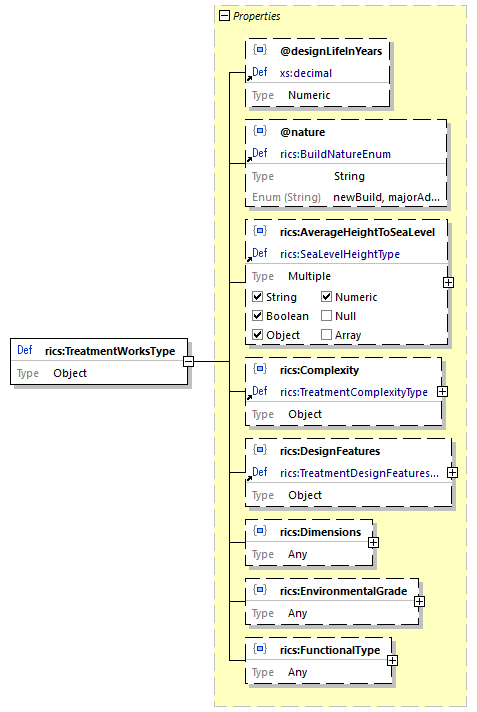 Properties
@designLifeInYears
Def xs:decimal
Type Numeric
@nature
Def rics:BuildNatureEnum
Type String
Enum (String) newBuild, majorAd...
rics:AverageHeightToSeaLevel
Def rics:SeaLevelHeightType
Type Multiple
String Numeric
Boolean Null
Object Array
Def rics:TreatmentWorksType
Type Object
rics:Complexity
Def rics:TreatmentComplexityType
Type Object
rics:DesignFeatures
Def rics:TreatmentDesignFeatures...
Type Object
rics:Dimensions
Type Any
rics:EnvironmentalGrade
Type Any
rics:FunctionalType
Type Any